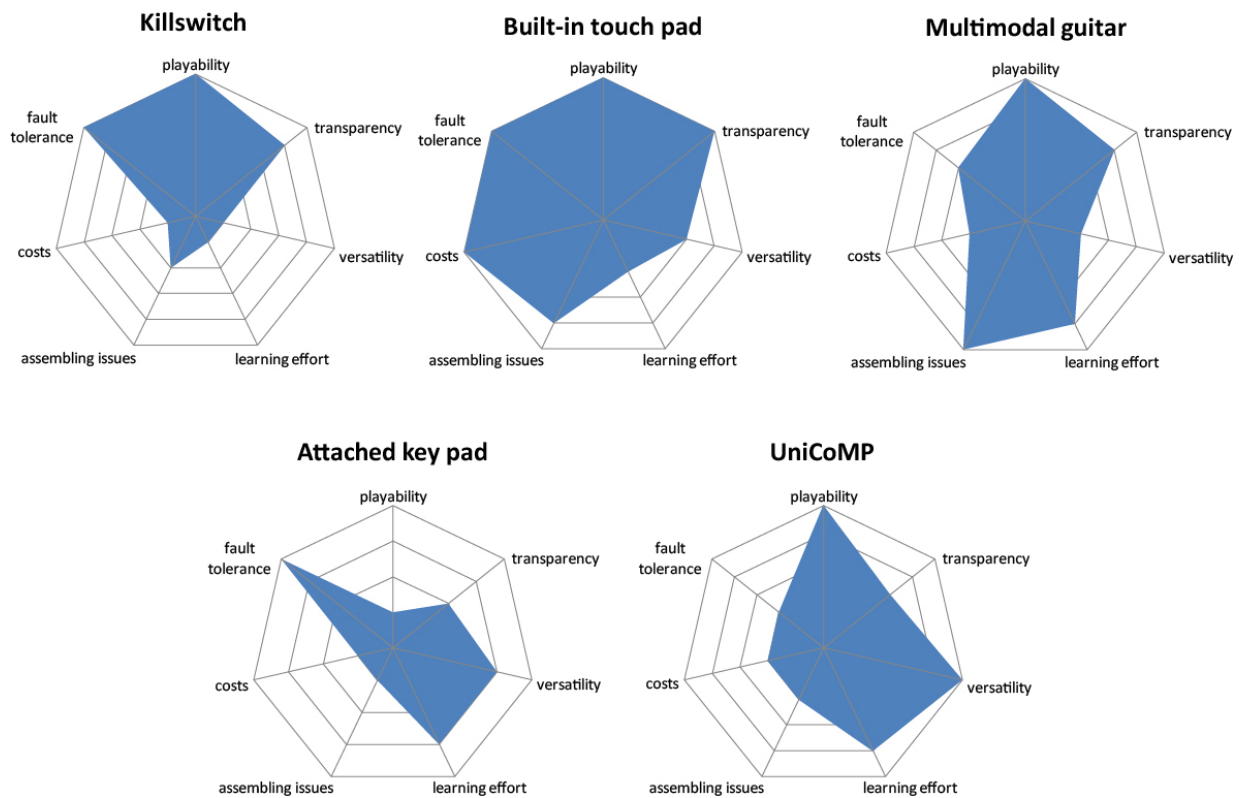 Killswitch
playability
fault
tolerance
transparency
costs
versatility
assembling issues
learning effort
Built-in touch pad
playability
fault
tolerance
transparency
costs
versatility
assembling issues
learning effort
Multimodal guitar
playability
fault
tolerance
transparency
costs
versatility
assembling issues
learning effort
Attached key pad
playability
fault
tolerance
transparency
costs
versatility
assembling issues
learning effort
UniCoMP
playability
fault
tolerance
transparency
costs
versatility
assembling issues
learning effort